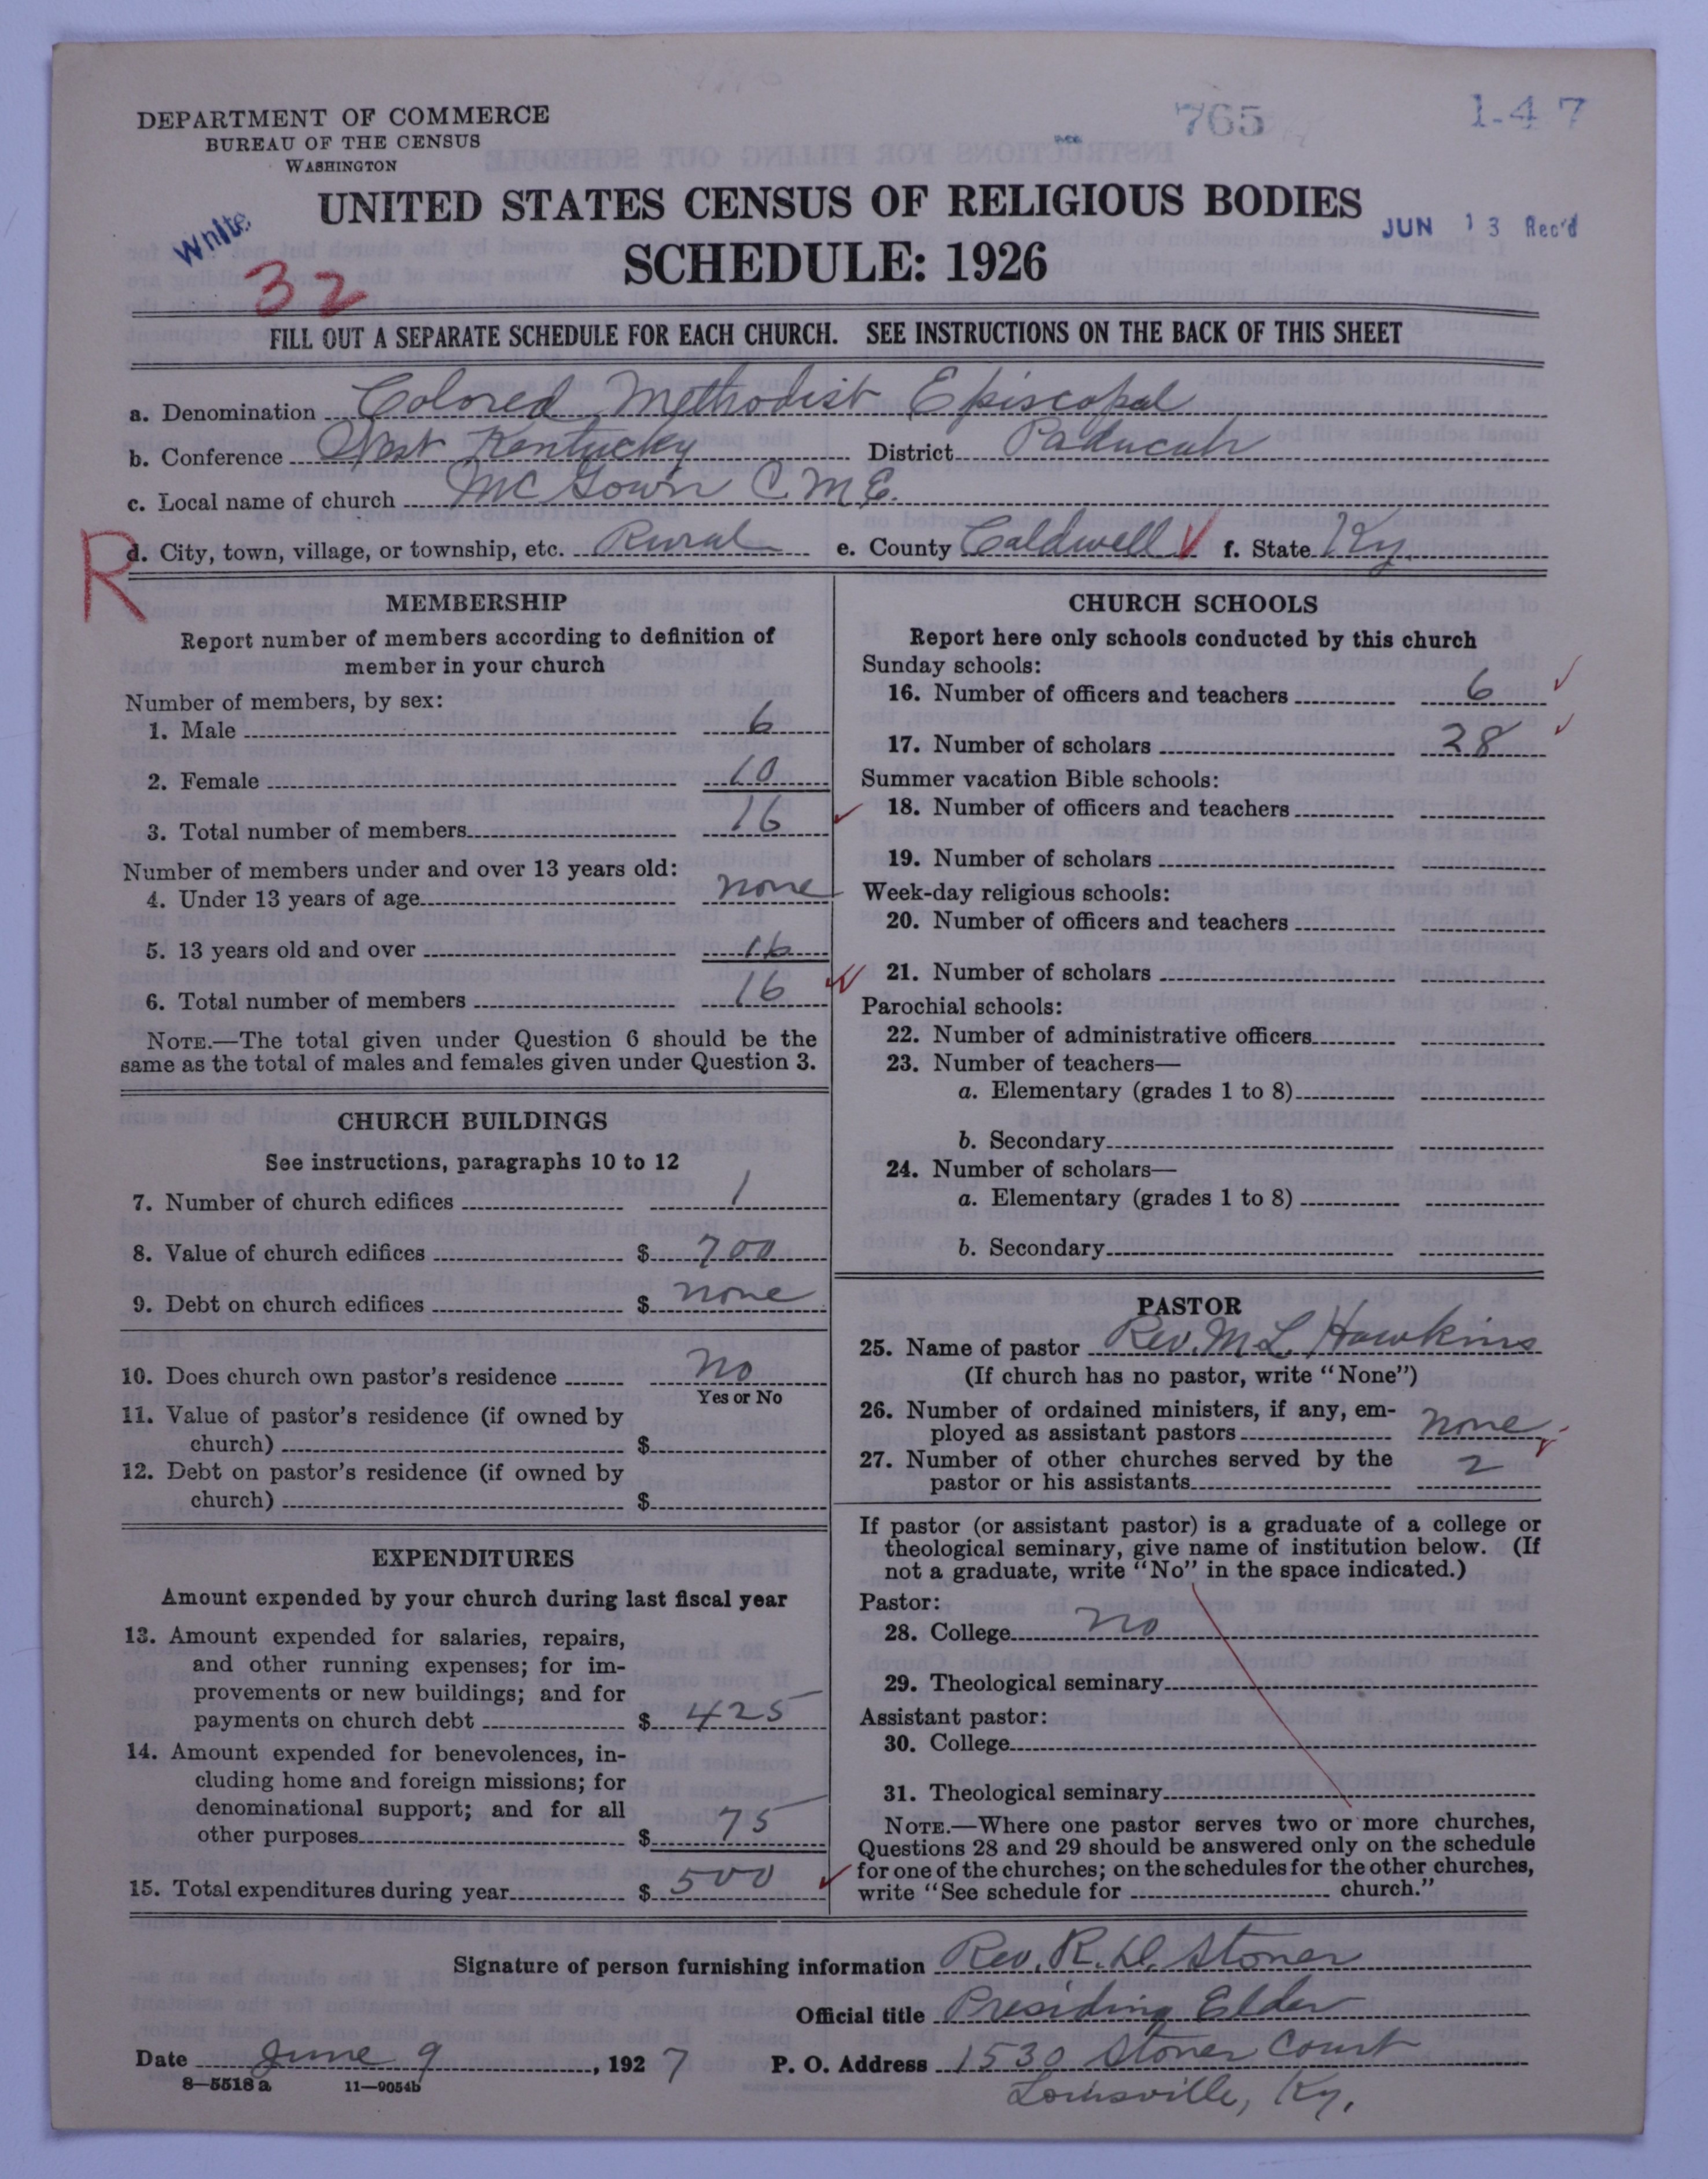 DEPARTMENT OF COMMERCE
BUREAU OF THE CENSUS
WASHINGTON
765
1-47
UNITED STATES CENSUS OF RELIGIOUS BODIES
SCHEDULE: 1926
White
32
JUN 13 Rec'd
FILL OUT A SEPARATE SCHEDULE FOR EACH CHURCH. SEE INSTRUCTIONS ON THE BACK OF THIS SHEET
a. Denomination Colored Methodist Episcopal
b. Conference West Kentucky District Paducah
c. Local name of church McGown C.M.E.
R
d. City, town, village, or township, etc. Rural e. County Caldwell f. State Ky.
MEMBERSHIP
Report number of members according to definition of
member in your church
Number of members, by sex:
1. Male 6
2. Female 10
3. Total number of members 16
Number of members under and over 13 years old:
4. Under 13 years of age none
5. 13 years old and over 16
6. Total number of members 16
NOTE.—The total given under Question 6 should be the
same as the total of males and females given under Question 3.
CHURCH BUILDINGS
See instructions, paragraphs 10 to 12
7. Number of church edifices 1
8. Value of church edifices $ 700
9. Debt on church edifices $ none
10. Does church own pastor's residence no
Yes or No
11. Value of pastor's residence (if owned by
church) $
12. Debt on pastor's residence (if owned by
church) $
EXPENDITURES
Amount expended by your church during last fiscal year
13. Amount expended for salaries, repairs,
and other running expenses; for im-
provements or new buildings; and for
payments on church debt $ 425
14. Amount expended for benevolences, in-
cluding home and foreign missions; for
denominational support; and for all
other purposes $ 75
15. Total expenditures during year $ 500
CHURCH SCHOOLS
Report here only schools conducted by this church
Sunday schools:
16. Number of officers and teachers 6
17. Number of scholars 28
Summer vacation Bible schools:
18. Number of officers and teachers
19. Number of scholars
Week-day religious schools:
20. Number of officers and teachers
21. Number of scholars
Parochial schools:
22. Number of administrative officers
23. Number of teachers—
a. Elementary (grades 1 to 8)
b. Secondary
24. Number of scholars—
a. Elementary (grades 1 to 8)
b. Secondary
PASTOR
25. Name of pastor Rev. M. L. Hawkins
(If church has no pastor, write "None")
26. Number of ordained ministers, if any, em-
ployed as assistant pastors none
27. Number of other churches served by the
pastor or his assistants 2
If pastor (or assistant pastor) is a graduate of a college or
theological seminary, give name of institution below. (If
not a graduate, write "No" in the space indicated.)
Pastor:
28. College no
29. Theological seminary
Assistant pastor:
30. College
31. Theological seminary
NOTE.—Where one pastor serves two or more churches,
Questions 28 and 29 should be answered only on the schedule
for one of the churches; on the schedules for the other churches,
write "See schedule for church."
Signature of person furnishing information Rev. R. H. Stoner
Official title Presiding Elder
Date June 9, 1927 P. O. Address 1530 Stoner Court
8—5518a 11—9054b
Louisville, Ky.